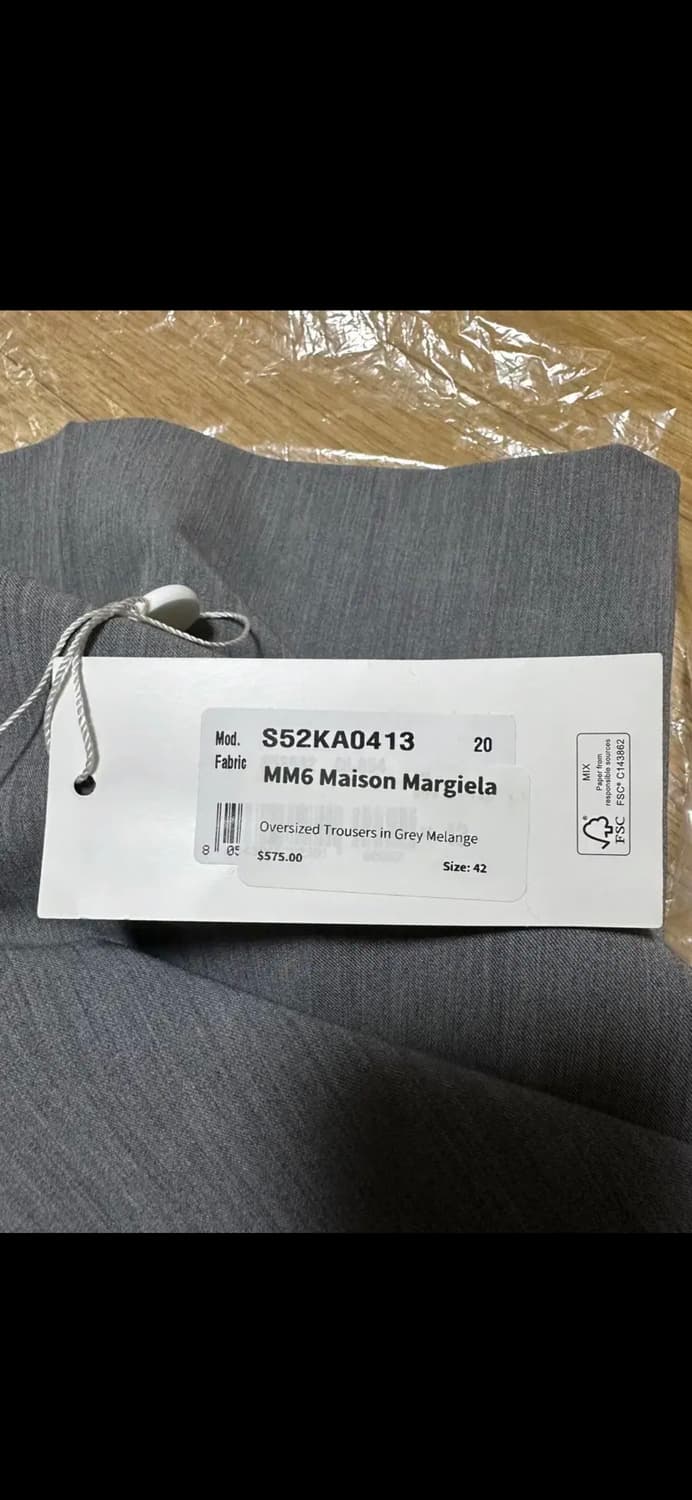 Mod. S52KA0413 20
Fabric
MM6 Maison Margiela
Oversized Trousers in Grey Melange
$575.00
Size: 42
8 05
MIX
Paper from
responsible sources
FSC® C143862
FSC